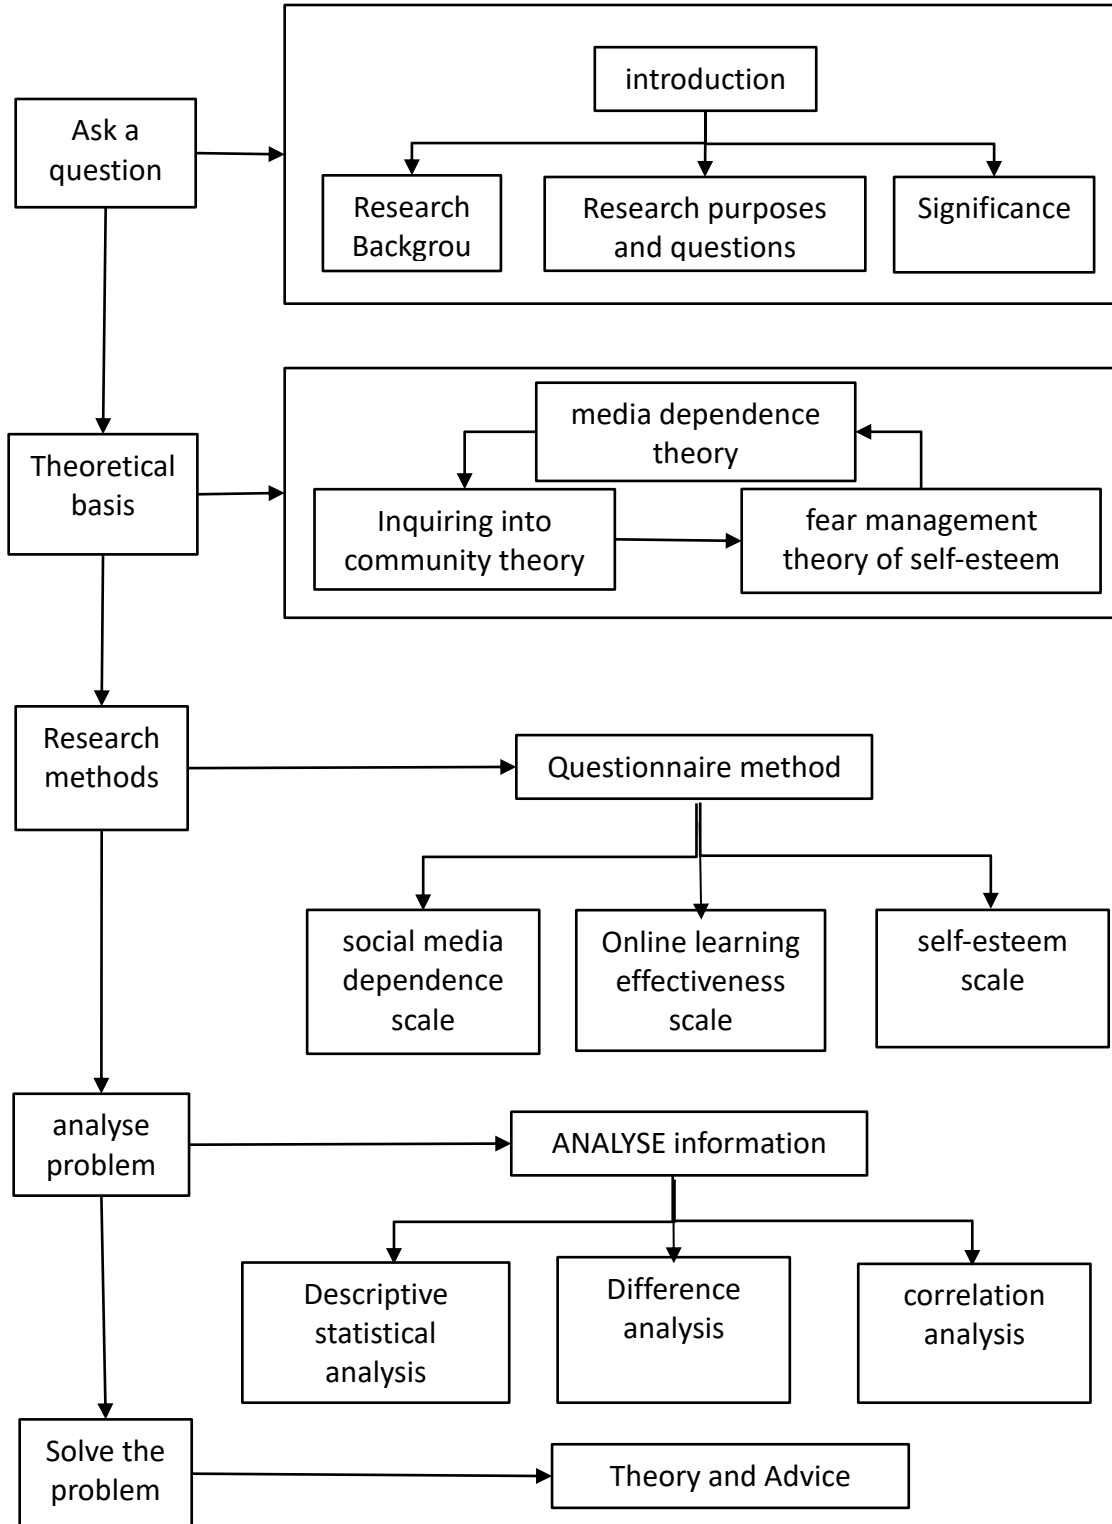 introduction
Ask a
question
Research
Backgrou
Research purposes
and questions
Significance
media dependence
theory
Theoretical
basis
Inquiring into
community theory
fear management
theory of self-esteem
Research
methods
Questionnaire method
social media
dependence
scale
Online learning
effectiveness
scale
self-esteem
scale
analyse
problem
ANALYSE information
Descriptive
statistical
analysis
Difference
analysis
correlation
analysis
Solve the
problem
Theory and Advice